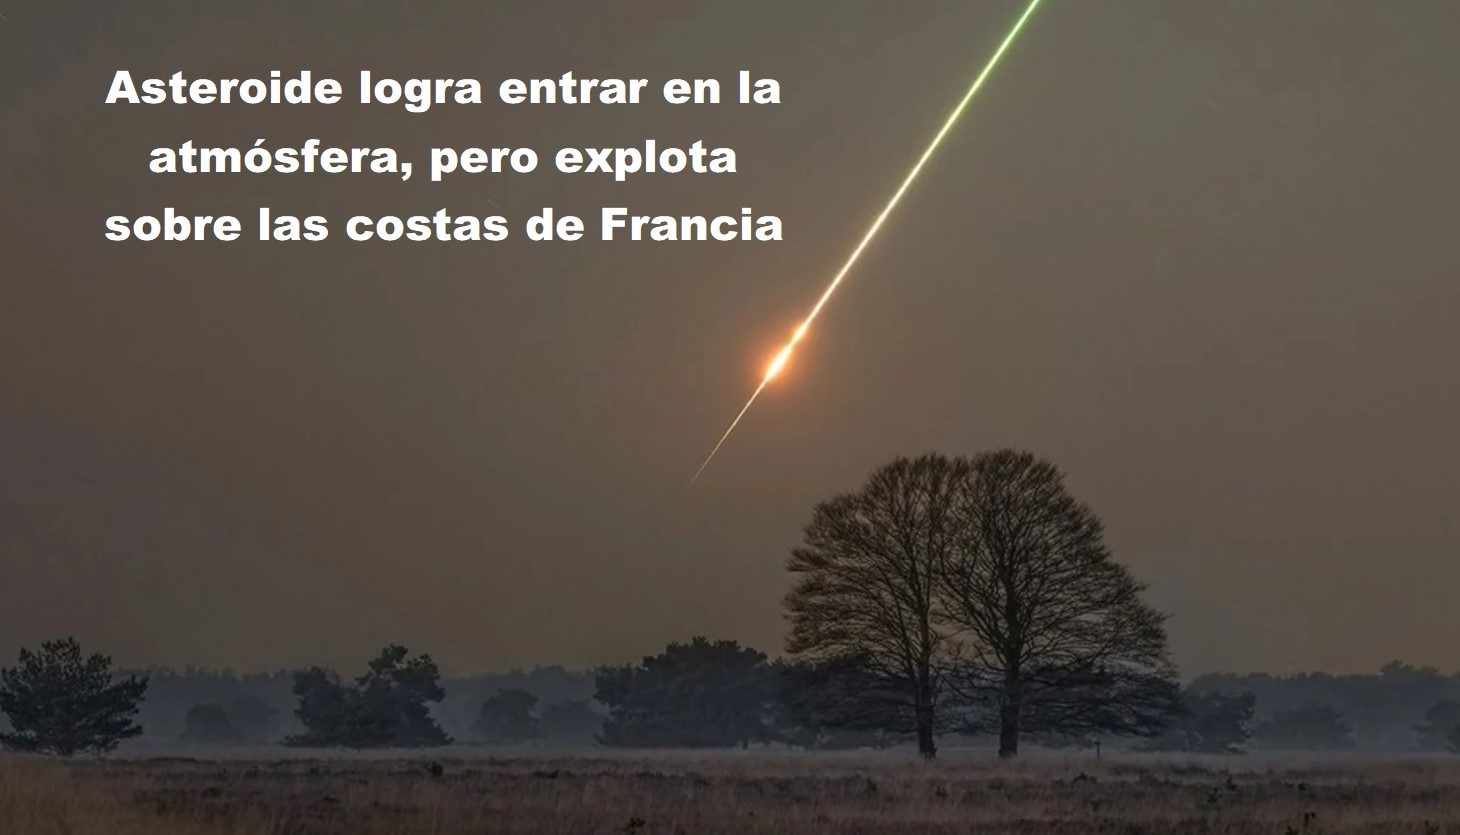 Asteroide logra entrar en la
atmósfera, pero explota
sobre las costas de Francia